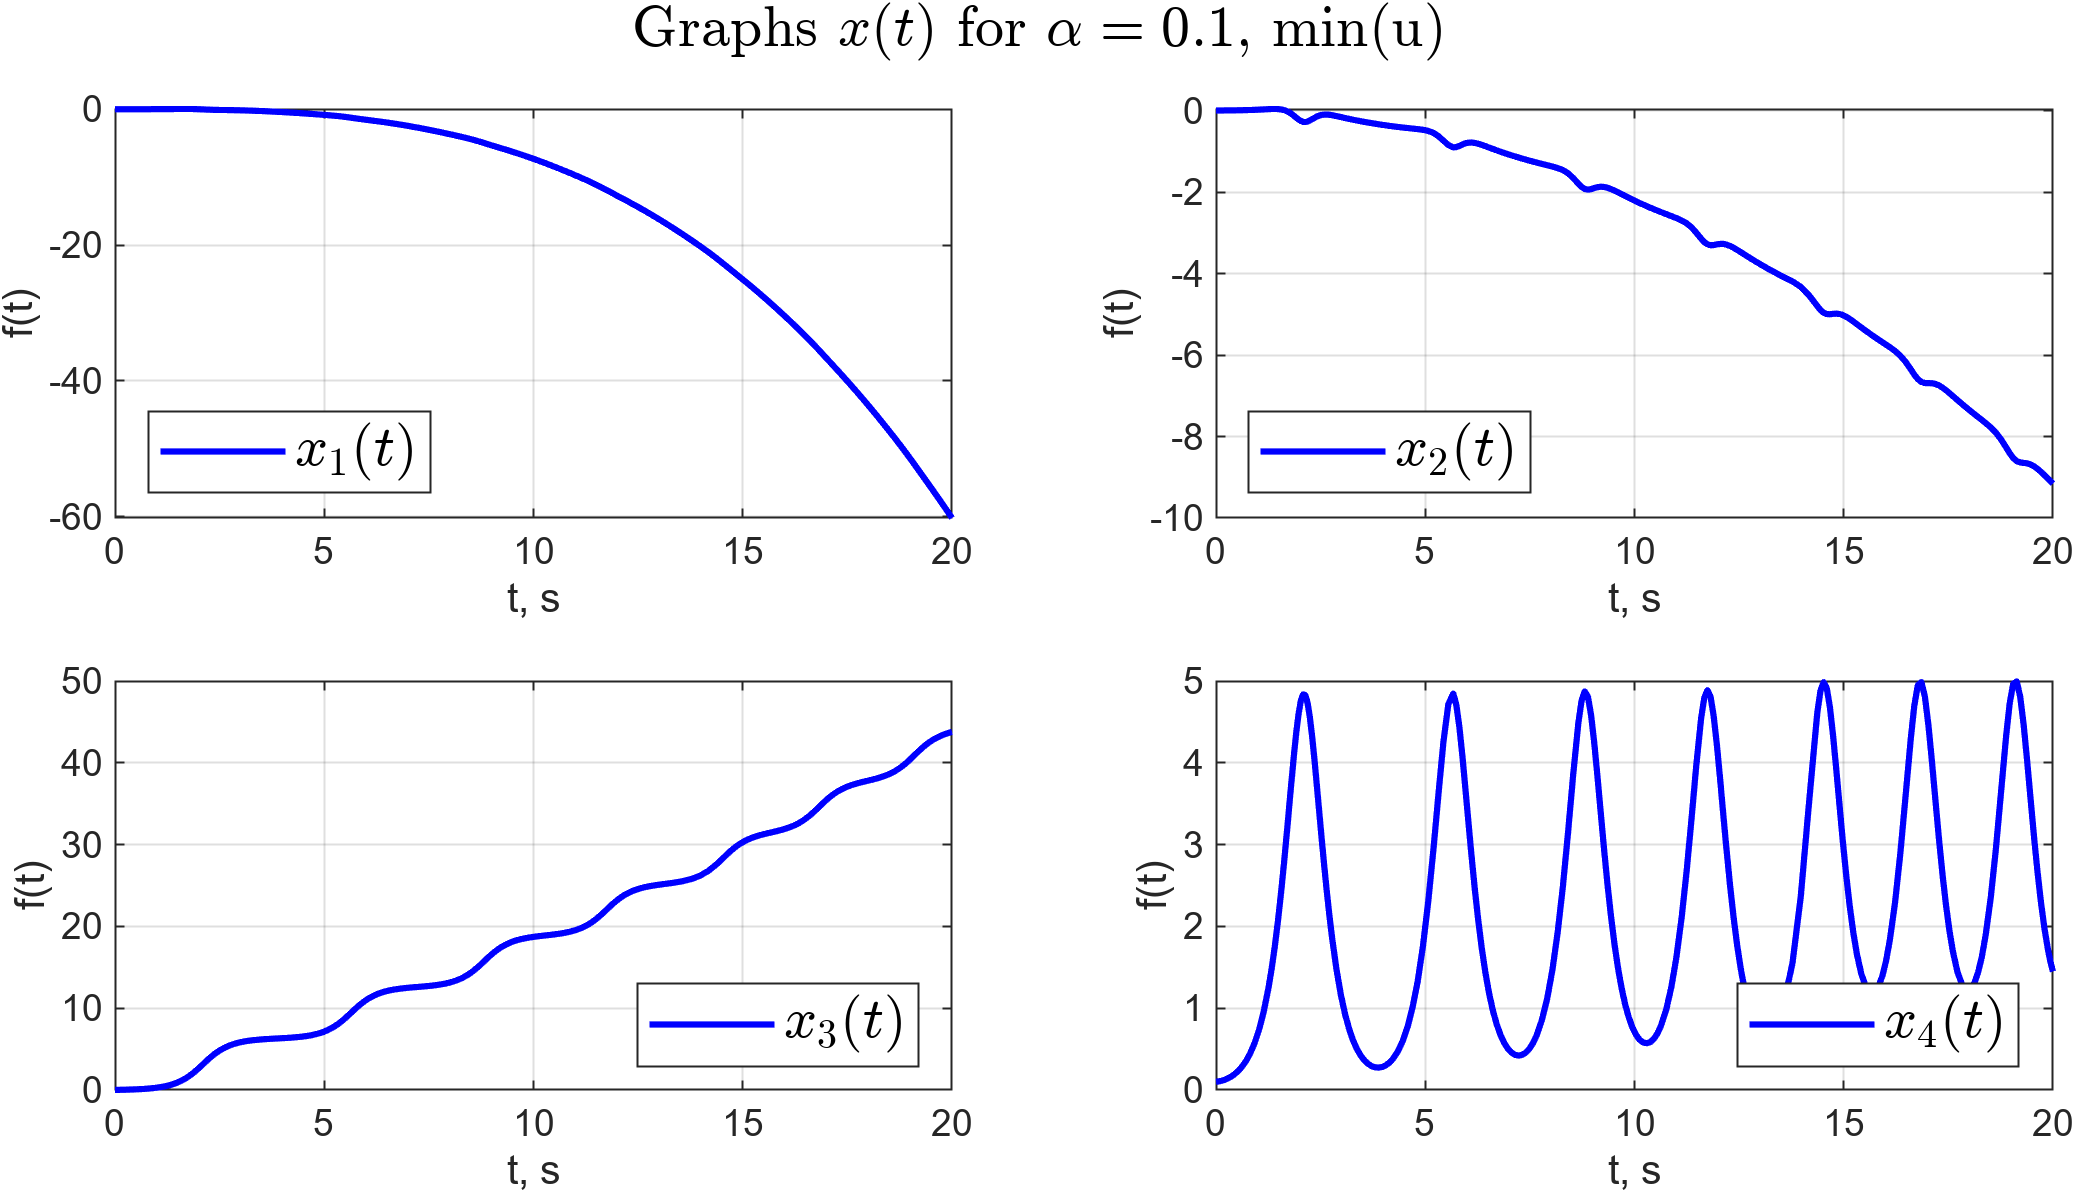 Graphs x(t) for α = 0.1, min(u)
0
-20
-40
-60
f(t)
x₁(t)
0 5 10 15 20
t, s
0
-2
-4
-6
-8
-10
f(t)
x₂(t)
0 5 10 15 20
t, s
50
40
30
20
10
0
f(t)
x₃(t)
0 5 10 15 20
t, s
5
4
3
2
1
0
f(t)
x₄(t)
0 5 10 15 20
t, s